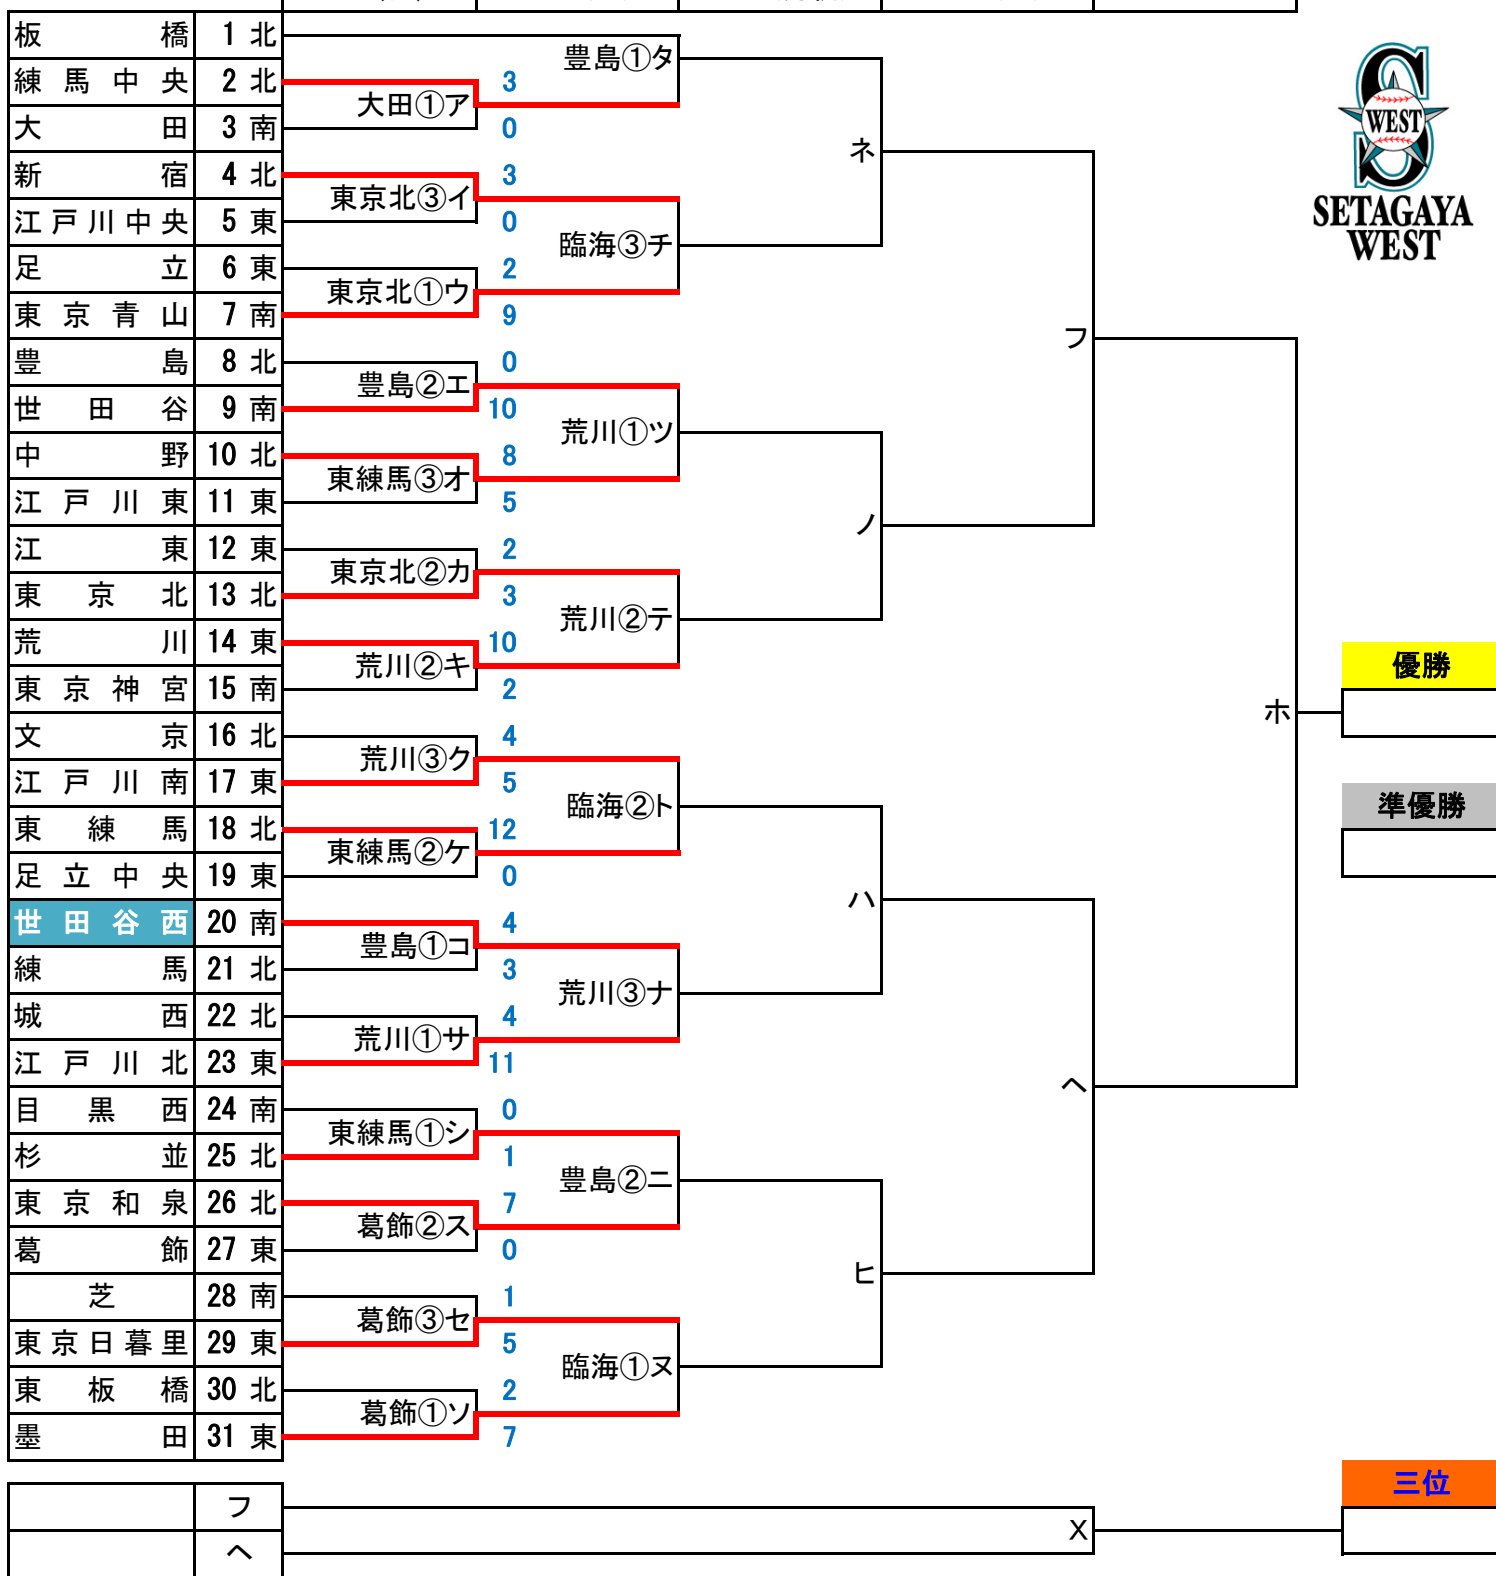 板橋 1 北
練馬中央 2 北
大田 3 南
新宿 4 北
江戸川中央 5 東
足立 6 東
東京青山 7 南
豊島 8 北
世田谷 9 南
中野 10 北
江戸川東 11 東
江東 12 東
東京北 13 北
荒川 14 東
東京神宮 15 南
文京 16 北
江戸川南 17 東
東練馬 18 北
足立中央 19 東
世田谷西 20 南
練馬 21 北
城西 22 北
江戸川北 23 東
目黒西 24 南
杉並 25 北
東京和泉 26 北
葛飾 27 東
芝 28 南
東京日暮里 29 東
東板橋 30 北
墨田 31 東
大田①ア
3
0
東京北③イ
3
0
東京北①ウ
2
9
豊島②エ
0
10
東練馬③オ
8
5
東京北②カ
2
3
荒川②キ
10
2
荒川③ク
4
5
東練馬②ケ
12
0
豊島①コ
4
3
荒川①サ
4
11
東練馬①シ
0
1
葛飾②ス
7
0
葛飾③セ
1
5
葛飾①ソ
2
7
豊島①タ
臨海③チ
荒川①ツ
荒川②テ
臨海②ト
荒川③ナ
豊島②ニ
臨海①ヌ
ネ
ノ
ハ
ヒ
フ
ヘ
ホ
S
WEST
SETAGAYA
WEST
優勝
準優勝
三位
フ
ヘ
X